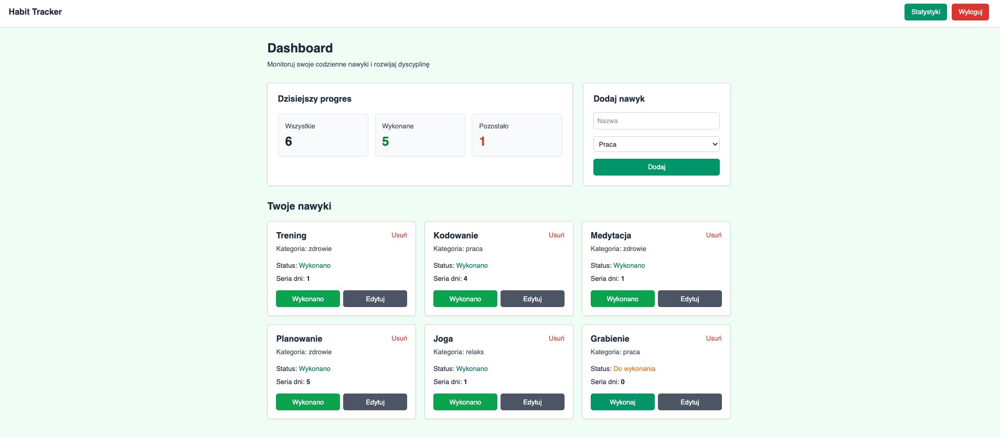 Habit Tracker
Statystyki
Wyloguj
Dashboard
Monitoruj swoje codzienne nawyki i rozwijaj dyscyplinę
Dzisiejszy progres
Wszystkie
6
Wykonane
5
Pozostało
1
Dodaj nawyk
Nazwa
Praca
Dodaj
Twoje nawyki
Trening
Usuń
Kategoria: zdrowie
Status: Wykonano
Seria dni: 1
Wykonano
Edytuj
Kodowanie
Usuń
Kategoria: praca
Status: Wykonano
Seria dni: 4
Wykonano
Edytuj
Medytacja
Usuń
Kategoria: zdrowie
Status: Wykonano
Seria dni: 1
Wykonano
Edytuj
Planowanie
Usuń
Kategoria: zdrowie
Status: Wykonano
Seria dni: 5
Wykonano
Edytuj
Joga
Usuń
Kategoria: relaks
Status: Wykonano
Seria dni: 1
Wykonano
Edytuj
Grabienie
Usuń
Kategoria: praca
Status: Do wykonania
Seria dni: 0
Wykonaj
Edytuj